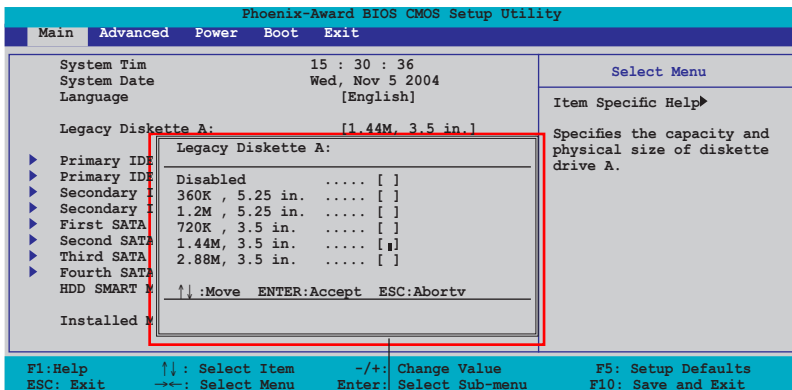 Phoenix-Award BIOS CMOS Setup Utility
Main Advanced Power Boot Exit
System Tim 15 : 30 : 36
System Date Wed, Nov 5 2004
Language [English]
Legacy Diskette A: [1.44M, 3.5 in.]
Primary IDE
Primary IDE
Secondary I
Secondary I
First SATA
Second SATA
Third SATA
Fourth SATA
HDD SMART M
Installed M
Legacy Diskette A:
Disabled ..... [ ]
360K , 5.25 in. ..... [ ]
1.2M , 5.25 in. ..... [ ]
720K , 3.5 in. ..... [ ]
1.44M, 3.5 in. ..... [▪]
2.88M, 3.5 in. ..... [ ]
↑↓:Move ENTER:Accept ESC:Abortv
Select Menu
Item Specific Help▶
Specifies the capacity and
physical size of diskette
drive A.
F1:Help ↑↓: Select Item -/+: Change Value F5: Setup Defaults
ESC: Exit →←: Select Menu Enter: Select Sub-menu F10: Save and Exit